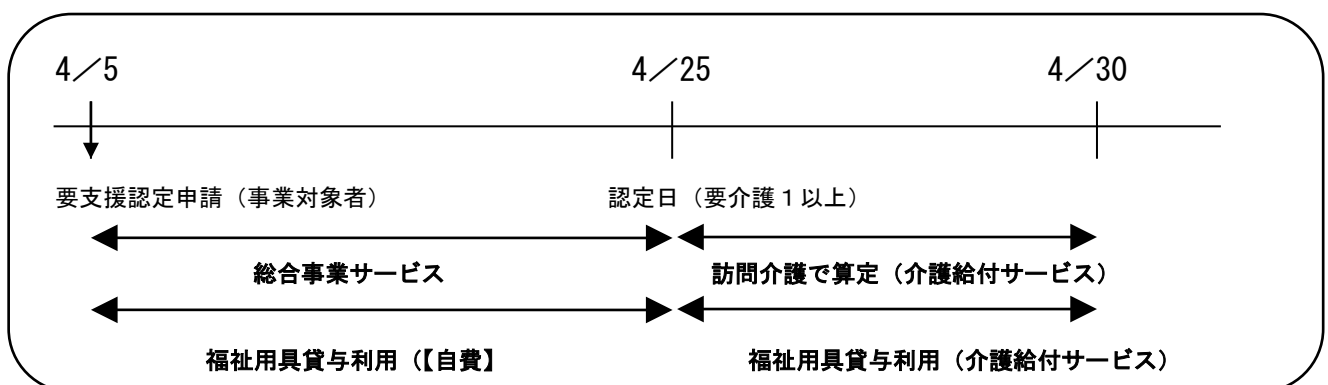 4／5 4／25 4／30
要支援認定申請（事業対象者） 認定日（要介護１以上）
総合事業サービス 訪問介護で算定（介護給付サービス）
福祉用具貸与利用（【自費】 福祉用具貸与利用（介護給付サービス）